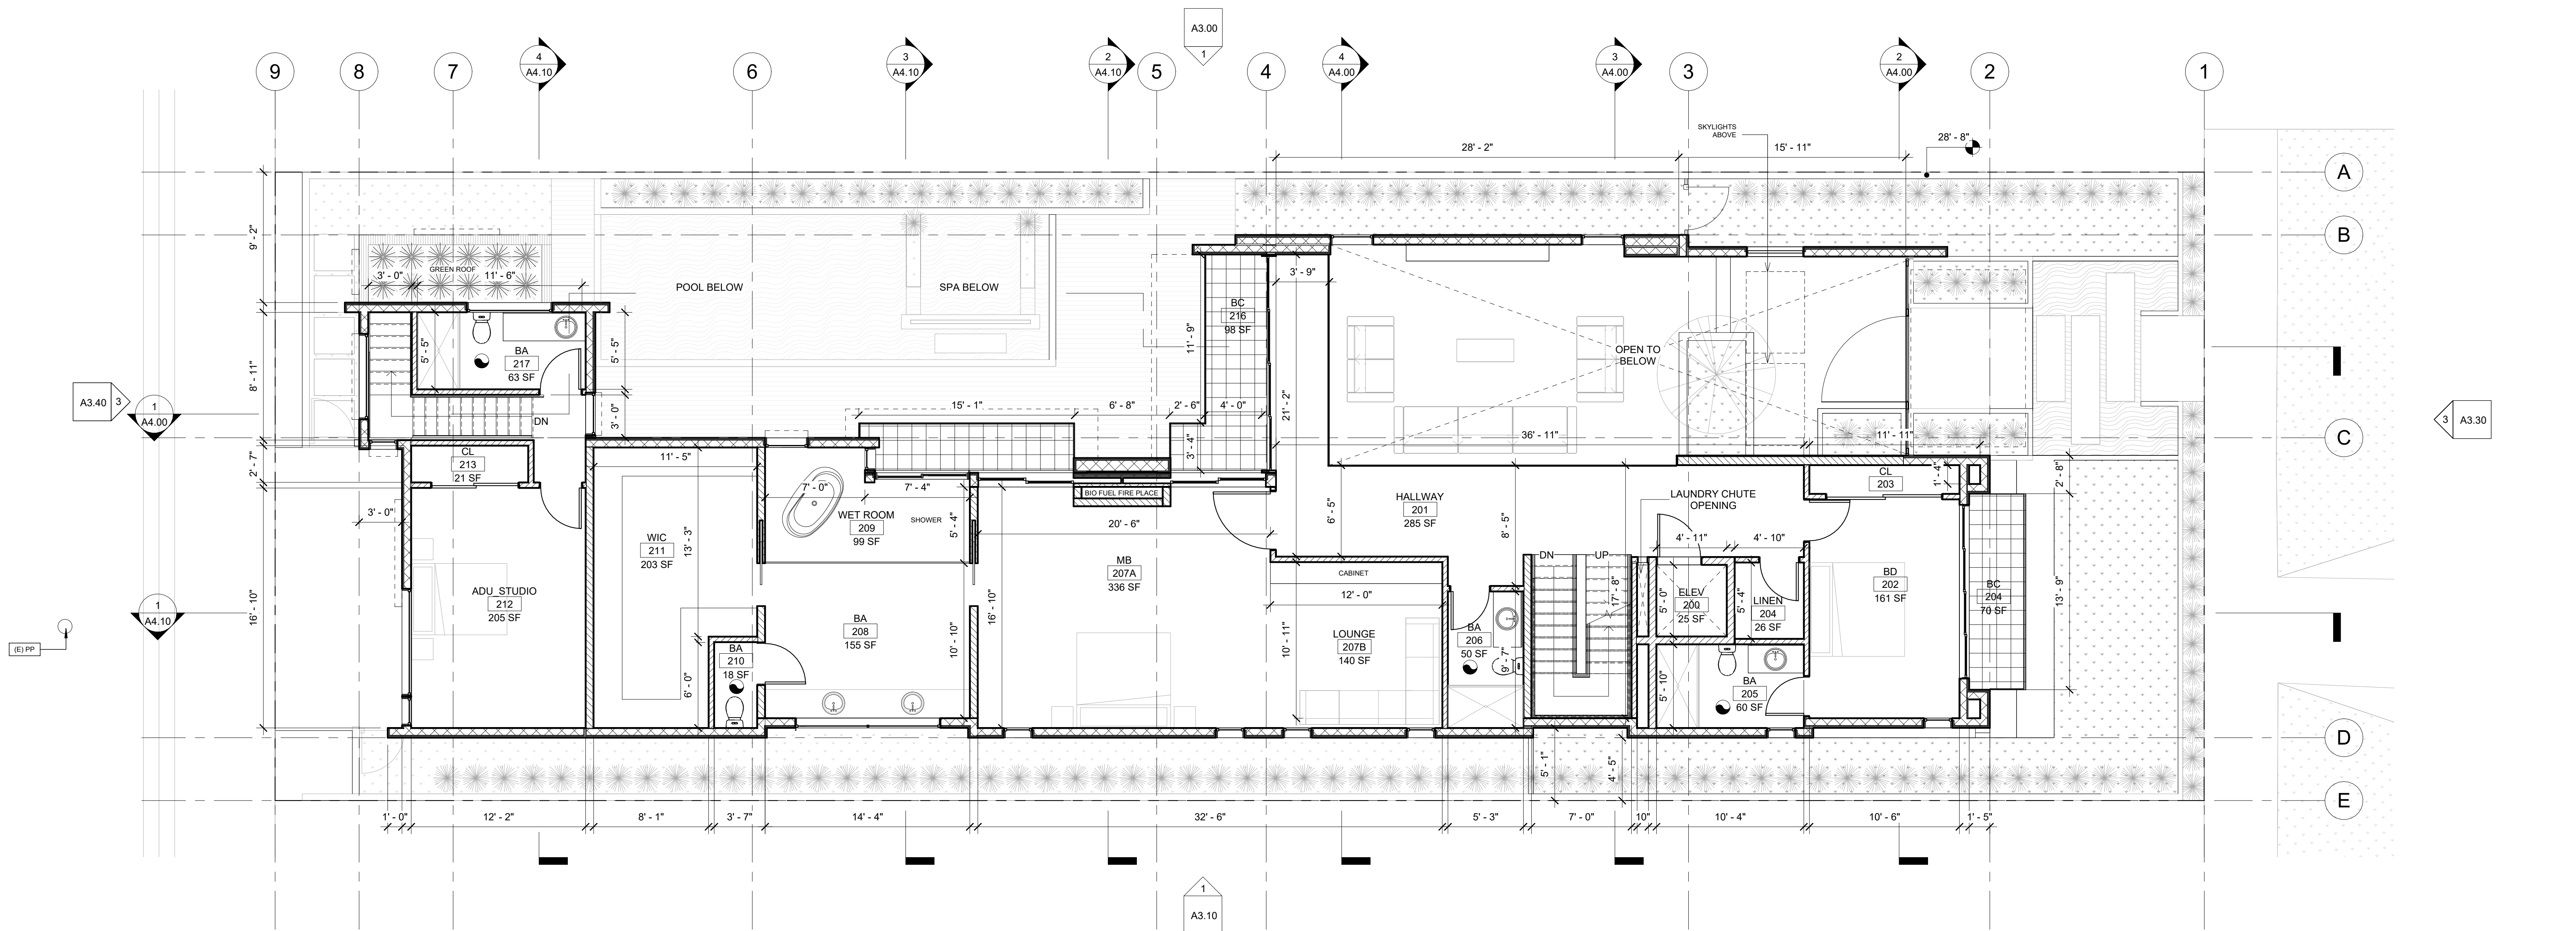 A3.00
1
9
8
7
4
A4.10
6
3
A4.10
2
A4.10
5
4
4
A4.00
3
A4.00
3
2
A4.00
2
1
SKYLIGHTS
ABOVE
28' - 8"
28' - 2"
15' - 11"
A
B
C
D
E
9' - 2"
8' - 11"
2' - 7"
16' - 10"
GREEN ROOF
3' - 0"
11' - 6"
POOL BELOW
SPA BELOW
BC
216
98 SF
3' - 9"
11' - 9"
21' - 2"
OPEN TO
BELOW
5' - 5"
BA
217
63 SF
5' - 5"
3' - 0"
DN
A3.40
3
1
A4.00
3
A3.30
15' - 1"
6' - 8"
2' - 6"
4' - 0"
3' - 4"
36' - 11"
11' - 11"
CL
213
21 SF
11' - 5"
7' - 0"
7' - 4"
BIO FUEL FIRE PLACE
CL
203
1' - 4"
2' - 8"
3' - 0"
WET ROOM
209
99 SF
SHOWER
5' - 4"
20' - 6"
6' - 5"
HALLWAY
201
285 SF
8' - 5"
LAUNDRY CHUTE
OPENING
WIC
211
203 SF
13' - 3"
4' - 11"
4' - 10"
DN
UP
MB
207A
336 SF
CABINET
12' - 0"
17' - 8"
ELEV
200
25 SF
5' - 0"
5' - 4"
LINEN
204
26 SF
BD
202
161 SF
BC
204
70 SF
13' - 9"
1
A4.10
ADU_STUDIO
212
205 SF
16' - 10"
(E) PP
BA
208
155 SF
10' - 10"
10' - 11"
LOUNGE
207B
140 SF
BA
206
50 SF
9' - 7"
BA
210
18 SF
6' - 0"
5' - 10"
BA
205
60 SF
5' - 1"
4' - 5"
1' - 0"
12' - 2"
8' - 1"
3' - 7"
14' - 4"
32' - 6"
5' - 3"
7' - 0"
10"
10' - 4"
10' - 6"
1' - 5"
1
A3.10